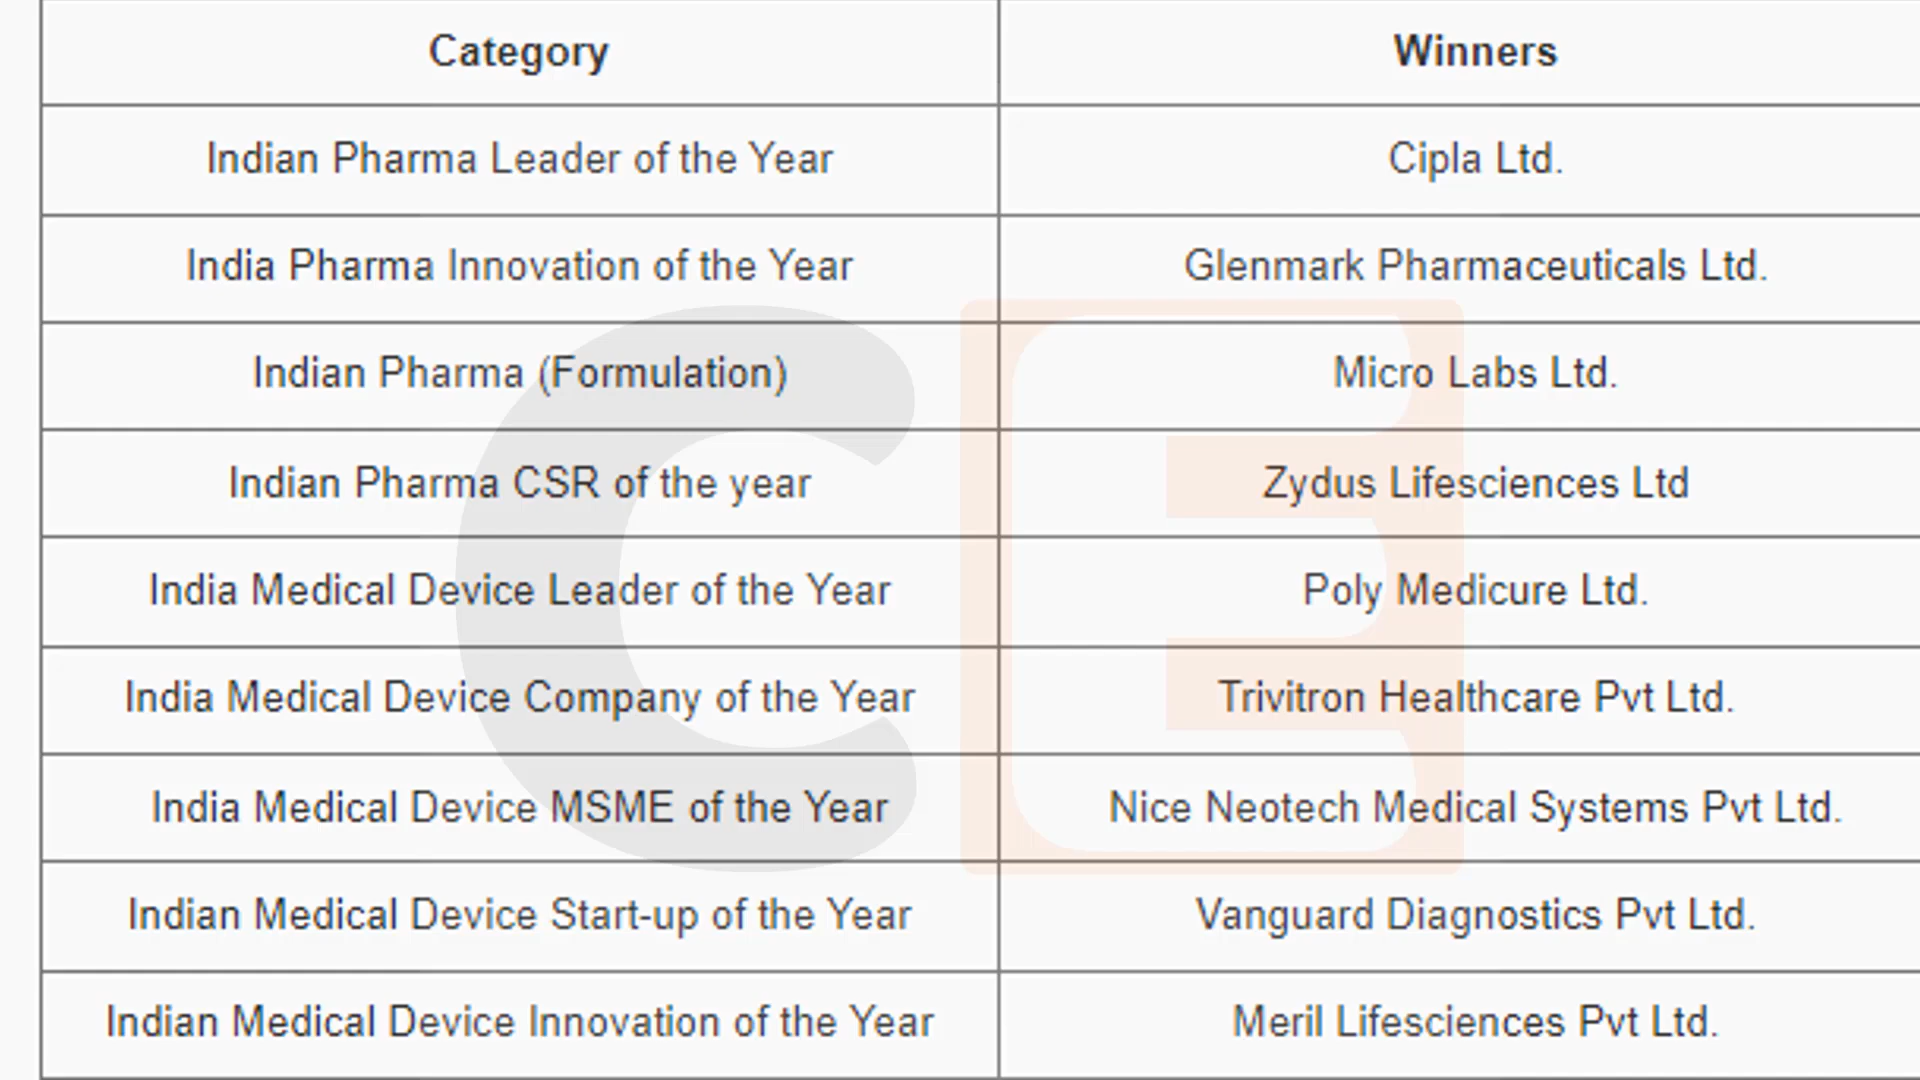 Category Winners
Indian Pharma Leader of the Year Cipla Ltd.
India Pharma Innovation of the Year Glenmark Pharmaceuticals Ltd.
Indian Pharma (Formulation) Micro Labs Ltd.
Indian Pharma CSR of the year Zydus Lifesciences Ltd
India Medical Device Leader of the Year Poly Medicure Ltd.
India Medical Device Company of the Year Trivitron Healthcare Pvt Ltd.
India Medical Device MSME of the Year Nice Neotech Medical Systems Pvt Ltd.
Indian Medical Device Start-up of the Year Vanguard Diagnostics Pvt Ltd.
Indian Medical Device Innovation of the Year Meril Lifesciences Pvt Ltd.
CE